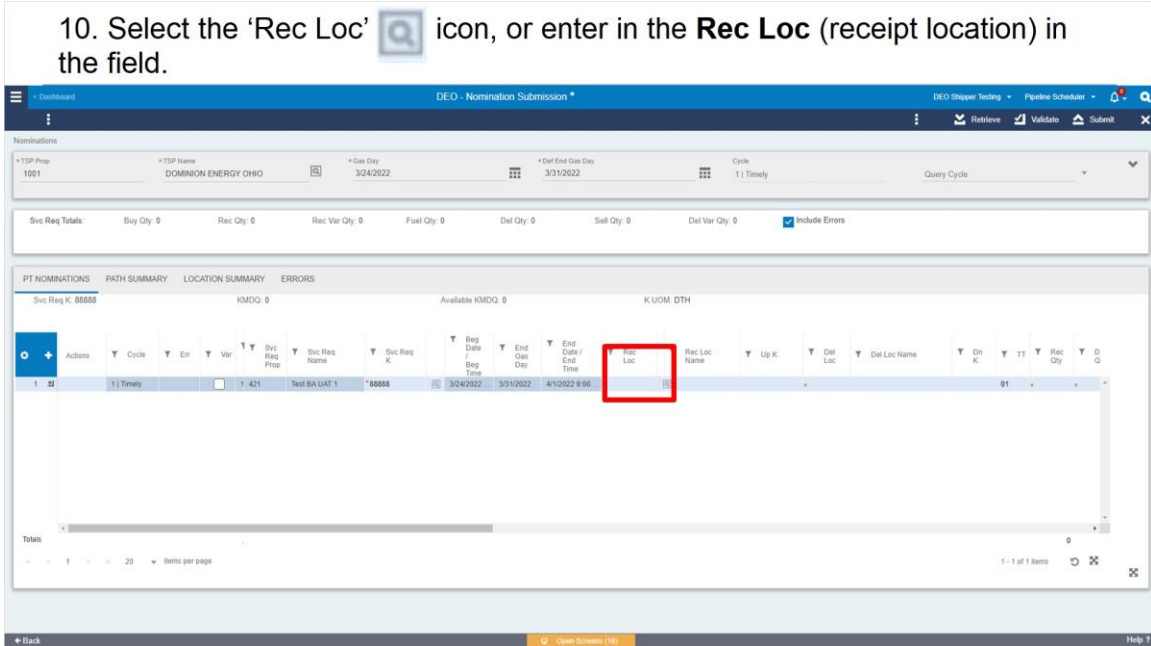 10. Select the ‘Rec Loc’ icon, or enter in the Rec Loc (receipt location) in
the field.
< Dashboard DEO - Nomination Submission * DEO Shipper Testing Pipeline Scheduler 0
Retrieve Validate Submit X
Nominations
* TSP Prop * TSP Name * Gas Day * Def End Gas Day Cycle
1001 DOMINION ENERGY OHIO 3/24/2022 3/31/2022 1 | Timely Query Cycle
Svc Req Totals: Buy Qty: 0 Rec Qty: 0 Rec Var Qty: 0 Fuel Qty: 0 Del Qty: 0 Sell Qty: 0 Del Var Qty: 0 Include Errors
PT NOMINATIONS PATH SUMMARY LOCATION SUMMARY ERRORS
Svc Req K: 88888 KMDQ: 0 Available KMDQ: 0 K UOM: DTH
Actions Cycle Err Var Svc Req Prop Svc Req Name Svc Req K Beg Date / Beg Time End Gas Day End Date / End Time Rec Loc Rec Loc Name Up K Del Loc Del Loc Name Dn K TT Rec Qty D Q
1 1 | Timely 1 421 Test BA UAT 1 *88888 3/24/2022 ... 3/31/2022 4/1/2022 9:00 ... * 01 * *
Totals 0
1 20 items per page 1 - 1 of 1 items
Back Open Screens (18) Help ?